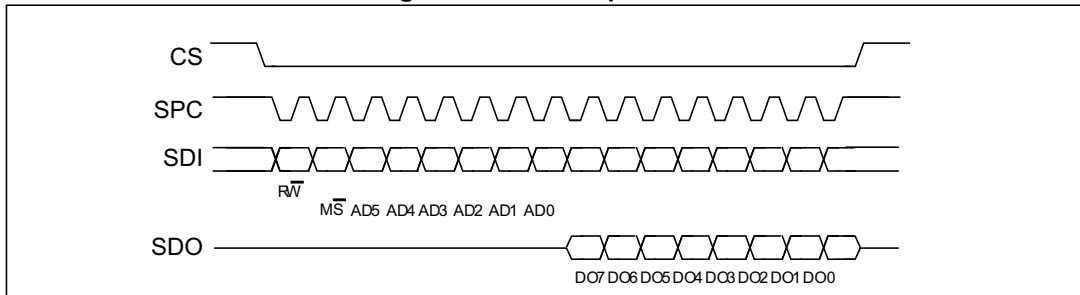 CS
SPC
SDI
RW̅
MS̅ AD5 AD4 AD3 AD2 AD1 AD0
SDO
DO7 DO6 DO5 DO4 DO3 DO2 DO1 DO0